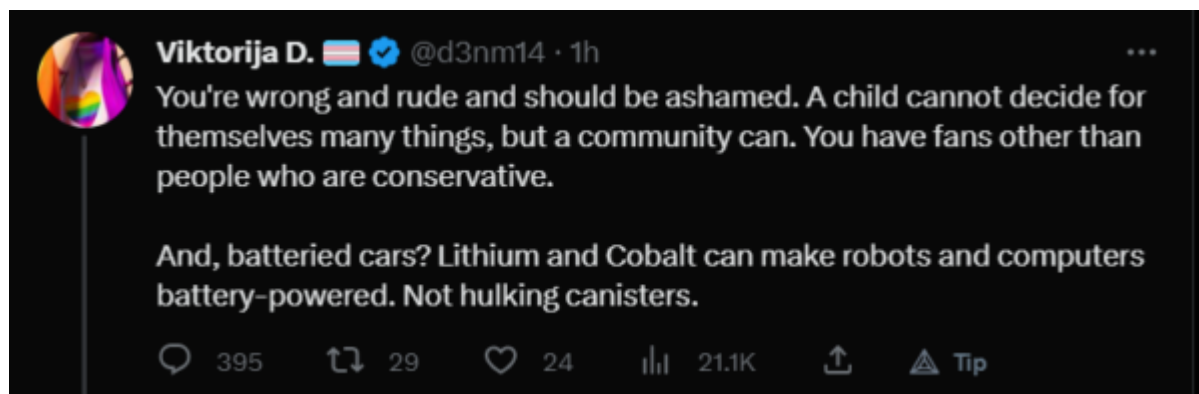 Viktorija D. @d3nm14 · 1h
You're wrong and rude and should be ashamed. A child cannot decide for
themselves many things, but a community can. You have fans other than
people who are conservative.
And, batteried cars? Lithium and Cobalt can make robots and computers
battery-powered. Not hulking canisters.
395 29 24 21.1K Tip